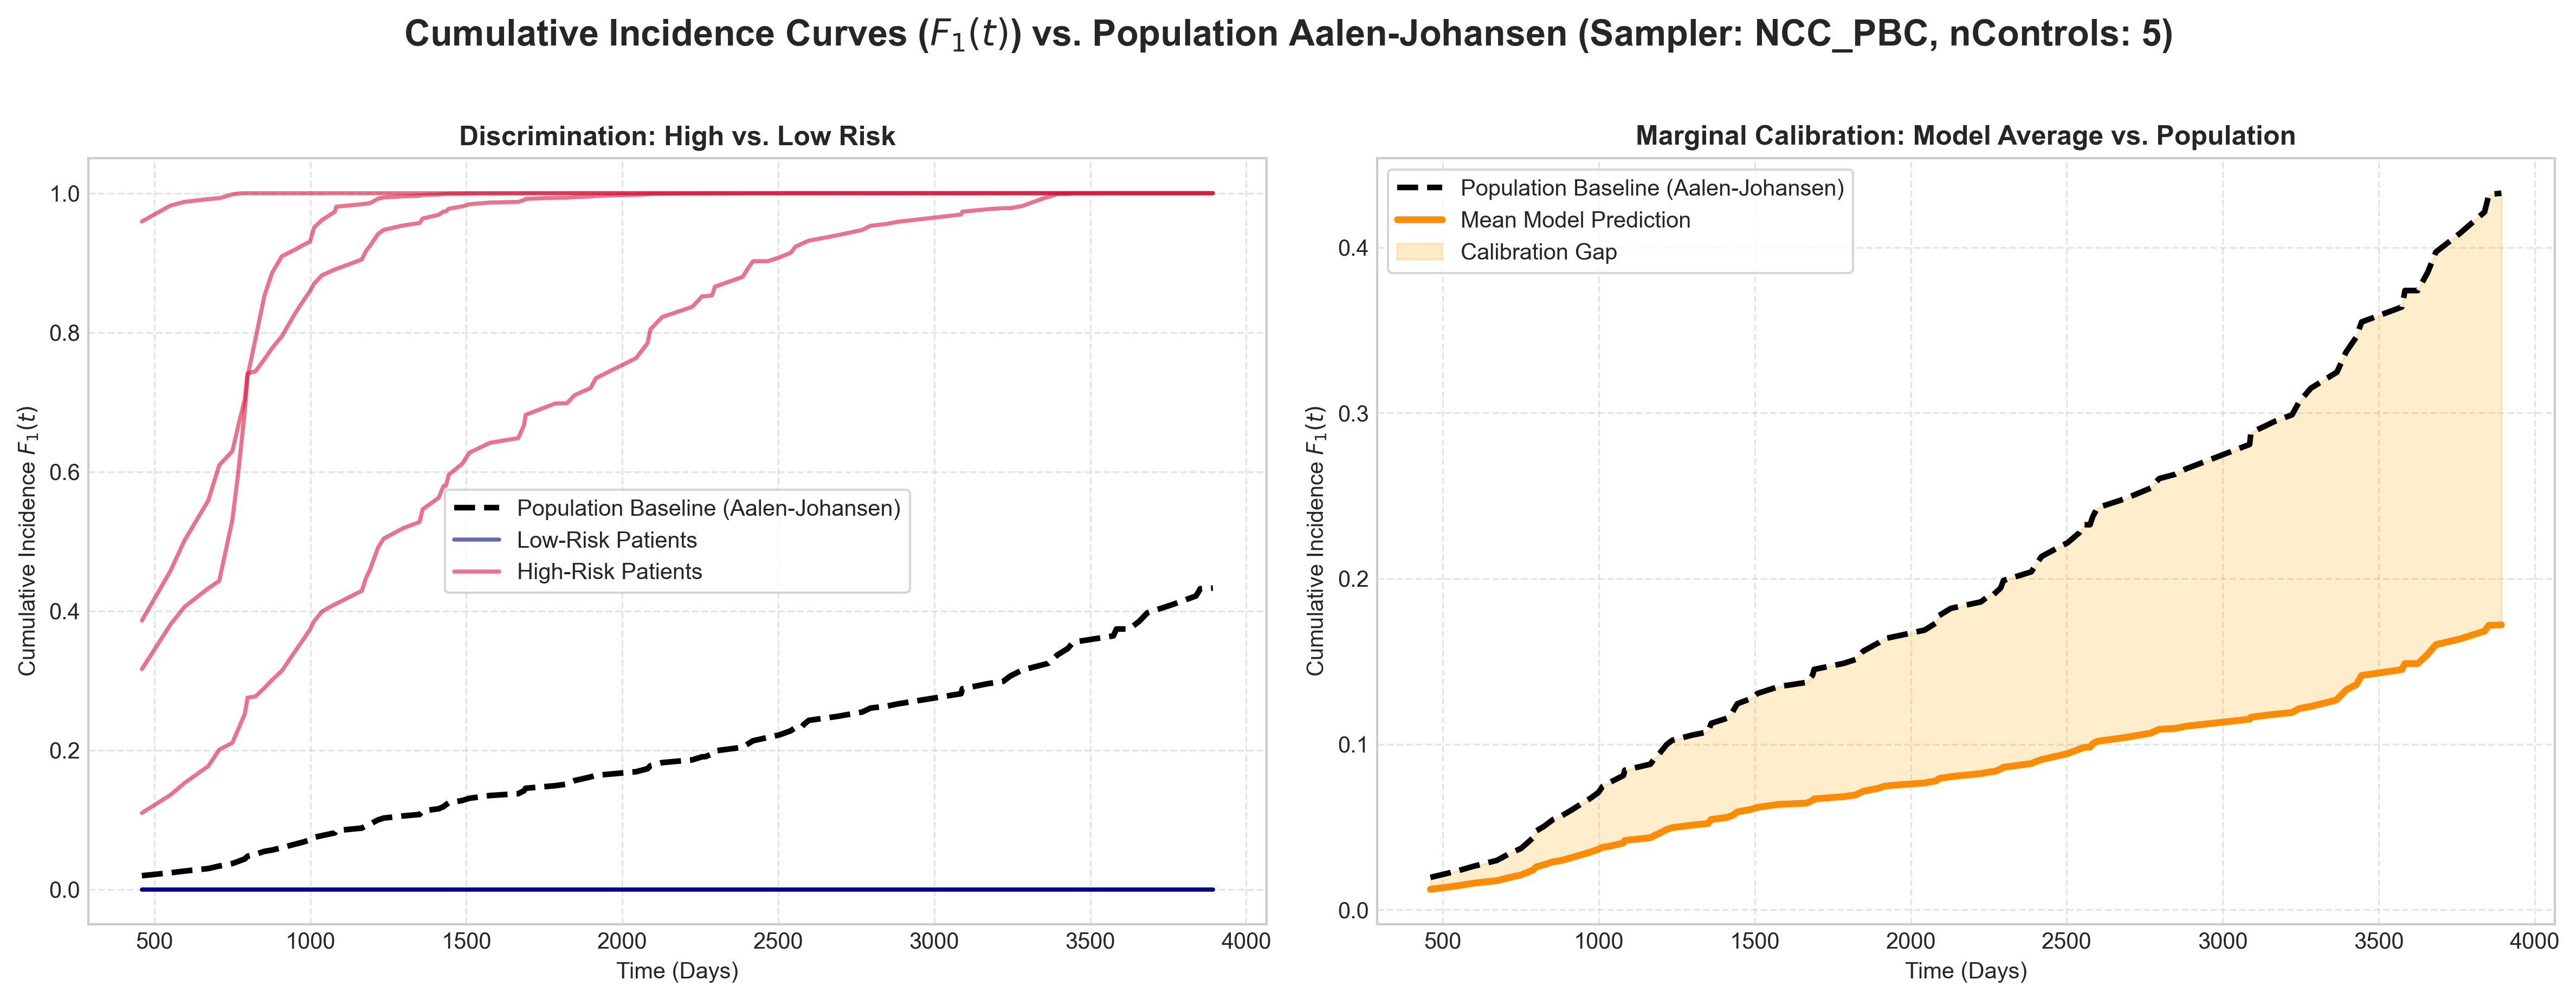 Cumulative Incidence Curves (F₁(t)) vs. Population Aalen-Johansen (Sampler: NCC_PBC, nControls: 5)
Discrimination: High vs. Low Risk
Cumulative Incidence F₁(t)
1.0
0.8
0.6
0.4
0.2
0.0
Population Baseline (Aalen-Johansen)
Low-Risk Patients
High-Risk Patients
500 1000 1500 2000 2500 3000 3500 4000
Time (Days)
Marginal Calibration: Model Average vs. Population
Cumulative Incidence F₁(t)
Population Baseline (Aalen-Johansen)
Mean Model Prediction
Calibration Gap
0.4
0.3
0.2
0.1
0.0
500 1000 1500 2000 2500 3000 3500 4000
Time (Days)